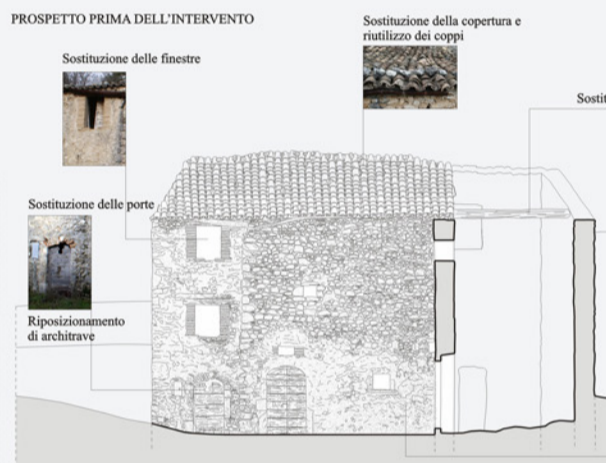 PROSPETTO PRIMA DELL'INTERVENTO
Sostituzione della copertura e
riutilizzo dei coppi
Sostituzione delle finestre
Sostit
Sostituzione delle porte
Riposizionamento
di architrave